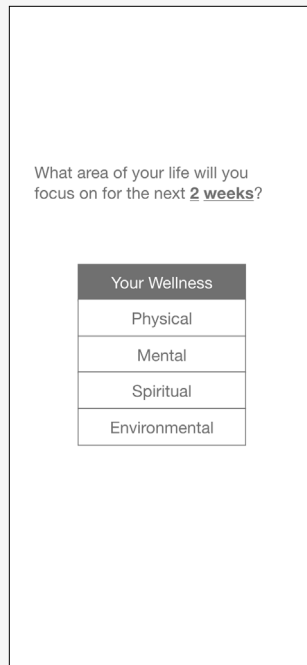 What area of your life will you
focus on for the next 2 weeks?
Your Wellness
Physical
Mental
Spiritual
Environmental